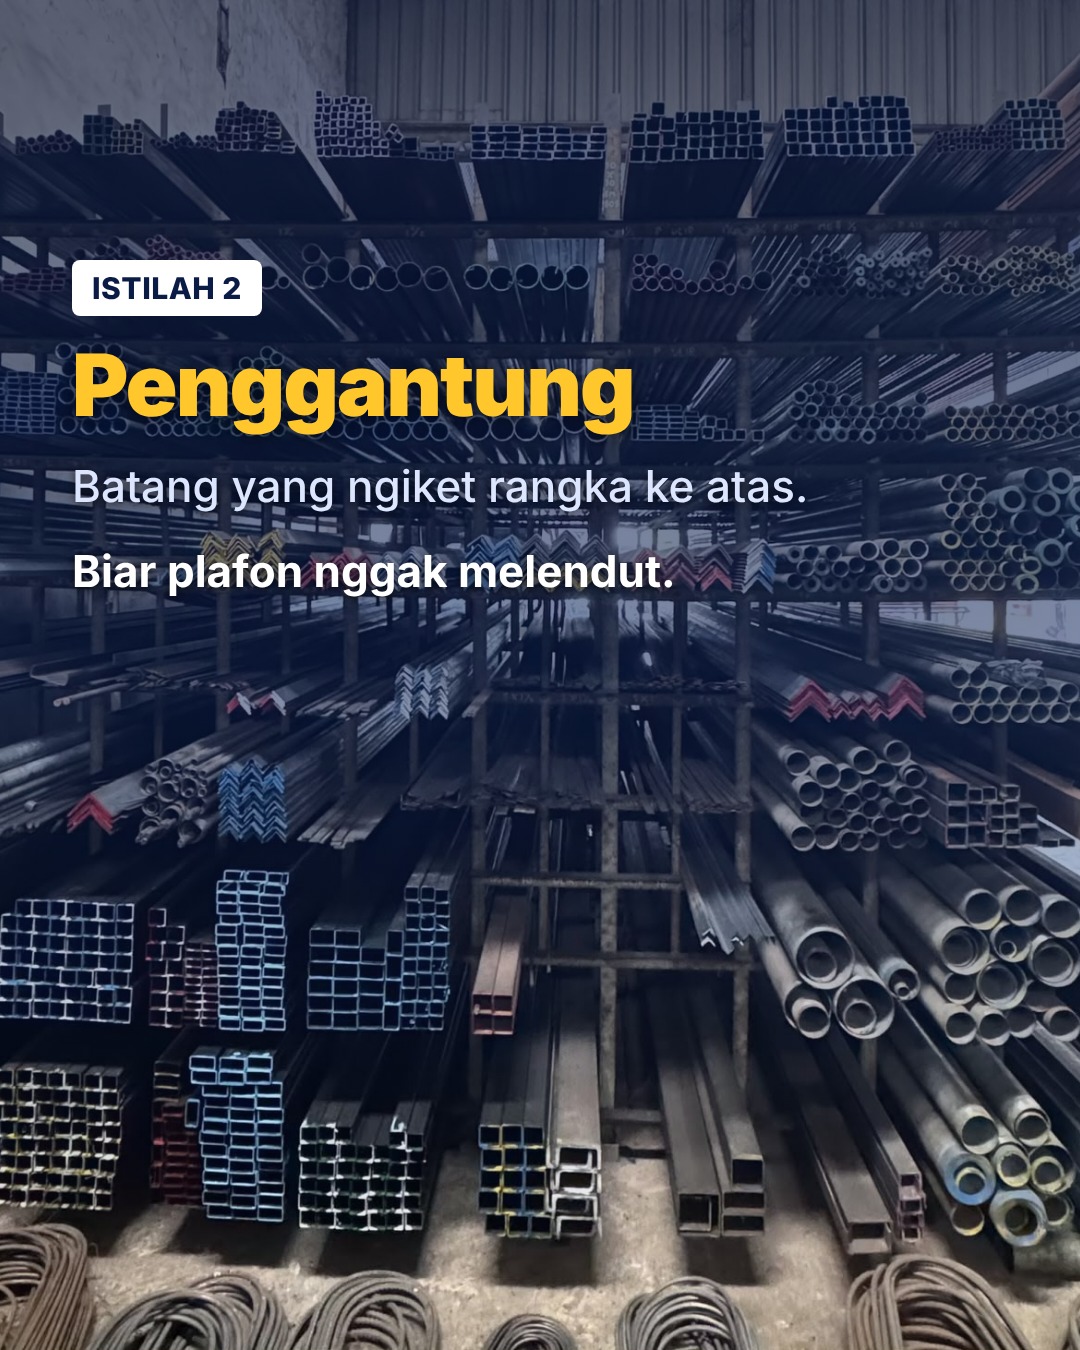 ISTILAH 2
Penggantung
Batang yang ngiket rangka ke atas.
Biar plafon nggak melendut.